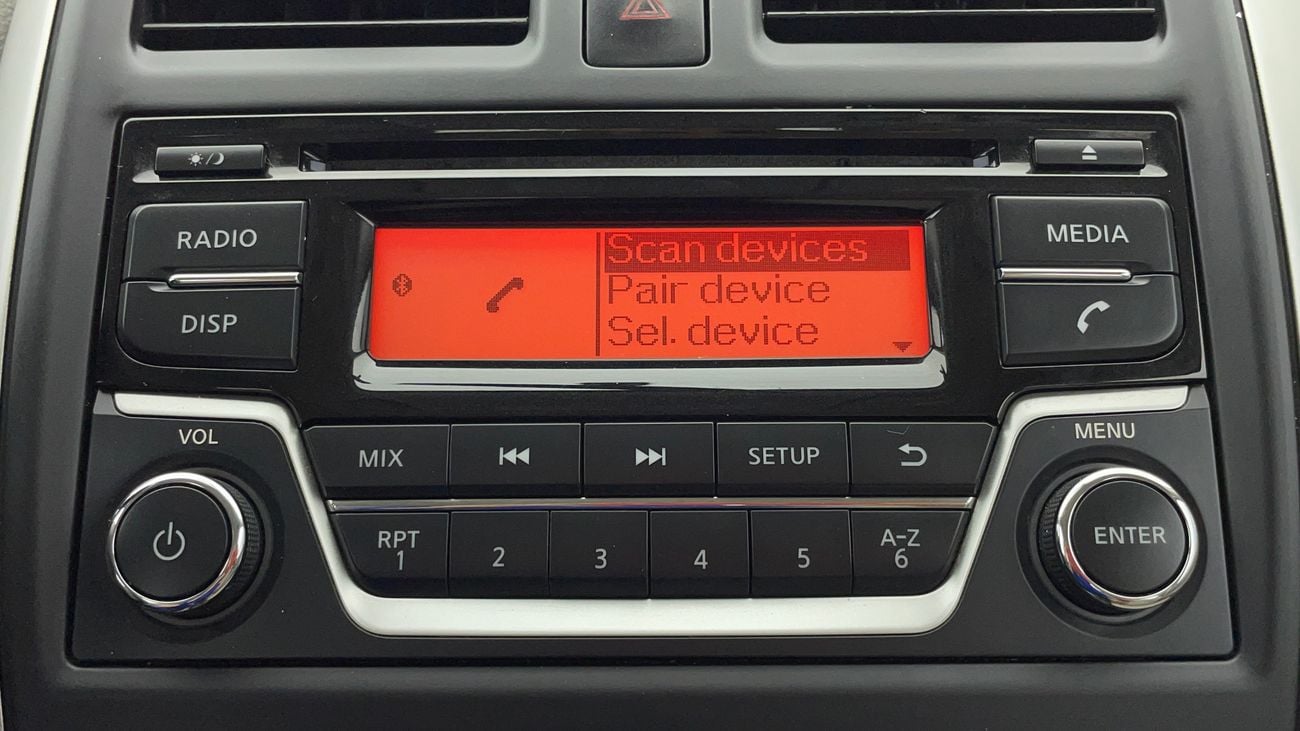 RADIO
DISP
Scan devices
Pair device
Sel. device
MEDIA
VOL
MENU
MIX
SETUP
RPT
1
2
3
4
5
A-Z
6
ENTER